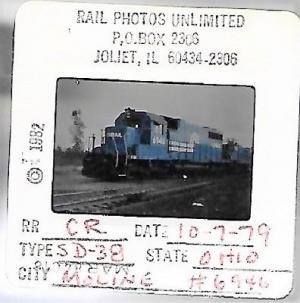 RAIL PHOTOS UNLIMITED
P.O.BOX 2306
JOLIET, IL 60434-2306
© 1982
RR CR DATE 10-7-79
TYPE SD-38 STATE OHIO
CITY #6946